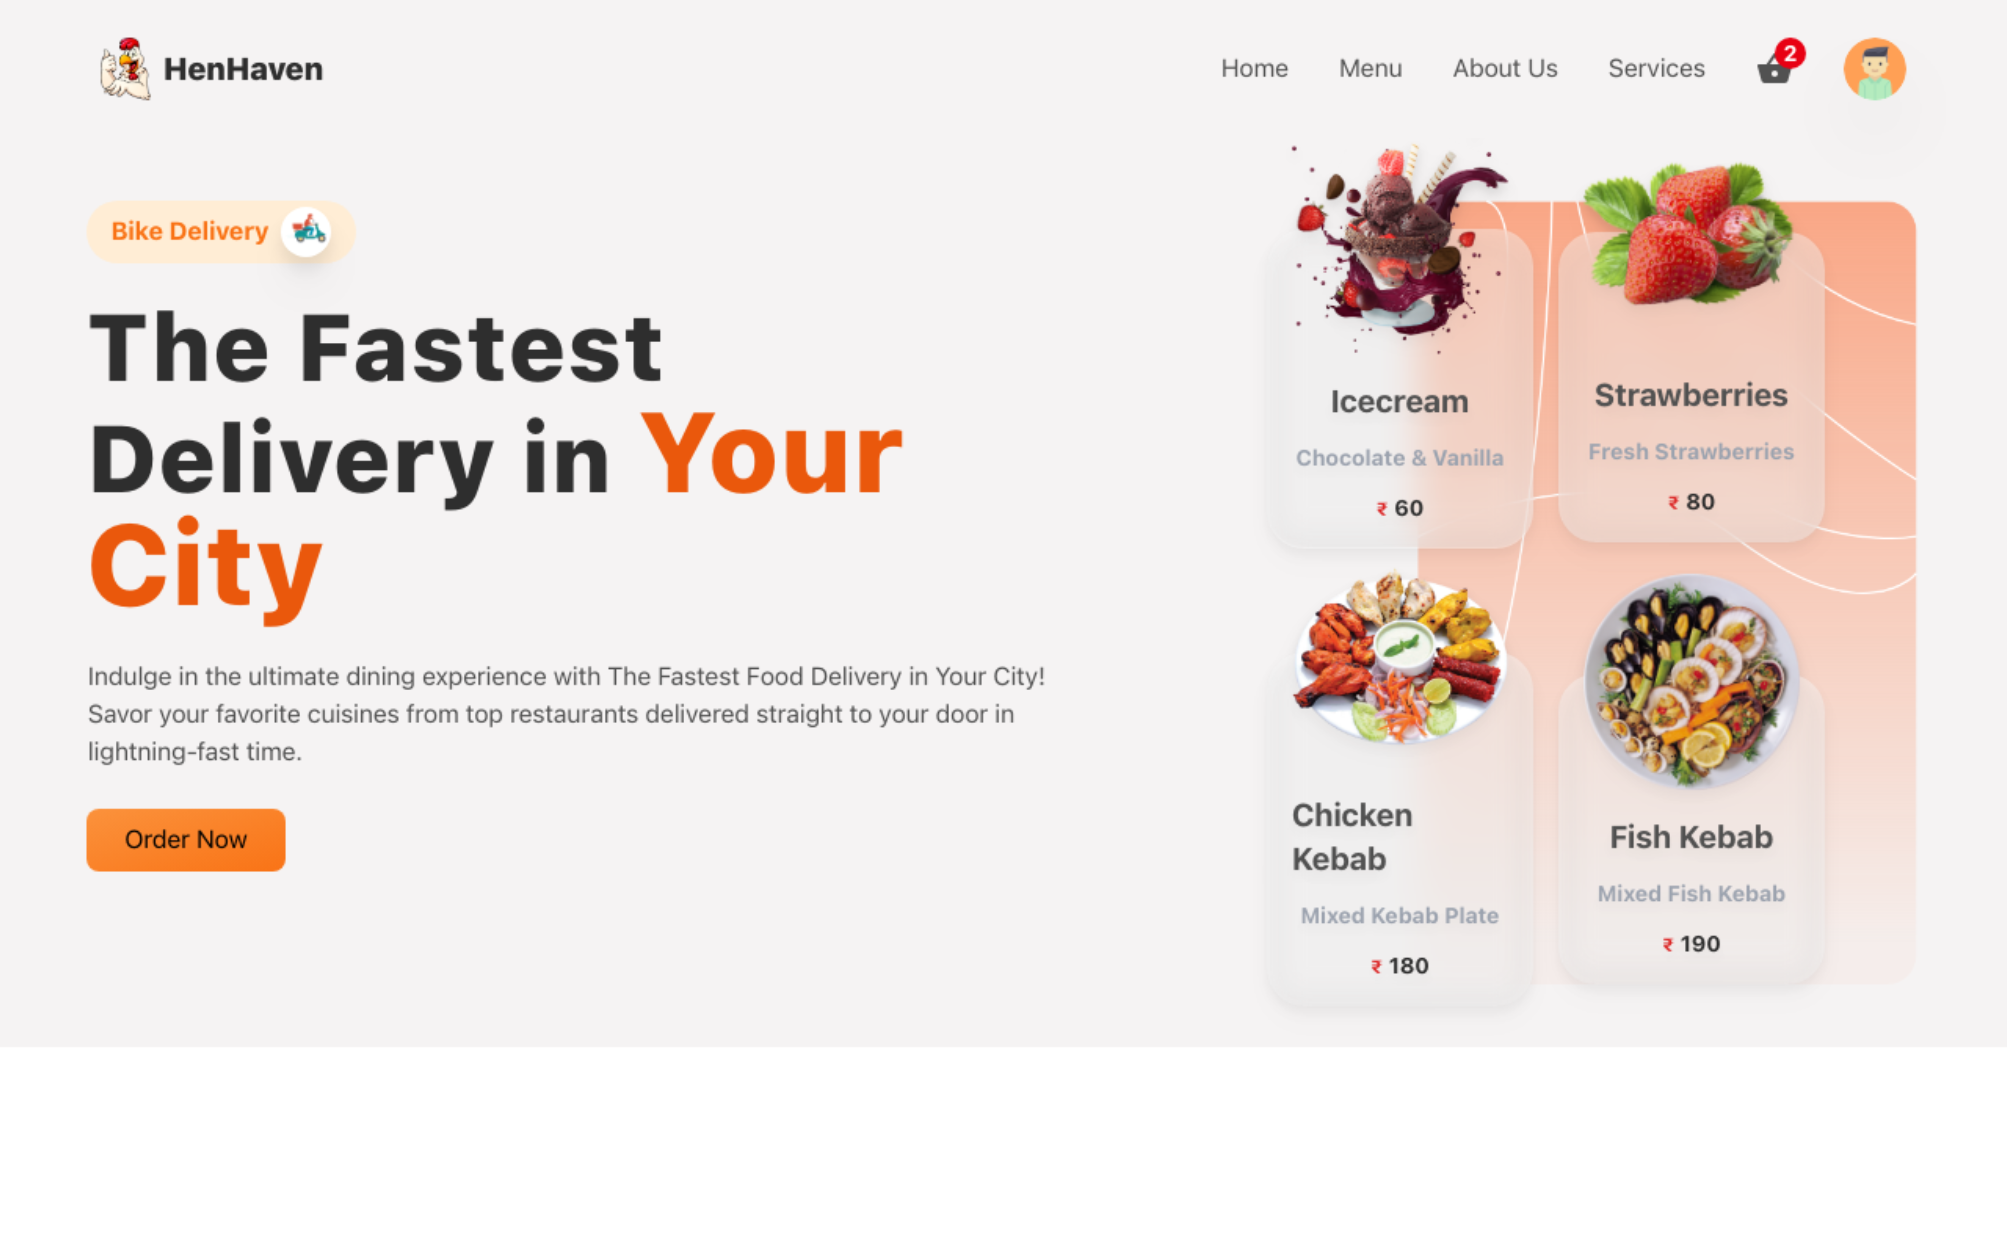 HenHaven
Home
Menu
About Us
Services
2
Bike Delivery
The Fastest
Delivery in Your
City
Indulge in the ultimate dining experience with The Fastest Food Delivery in Your City!
Savor your favorite cuisines from top restaurants delivered straight to your door in
lightning-fast time.
Order Now
Icecream
Chocolate & Vanilla
₹ 60
Strawberries
Fresh Strawberries
₹ 80
Chicken
Kebab
Mixed Kebab Plate
₹ 180
Fish Kebab
Mixed Fish Kebab
₹ 190